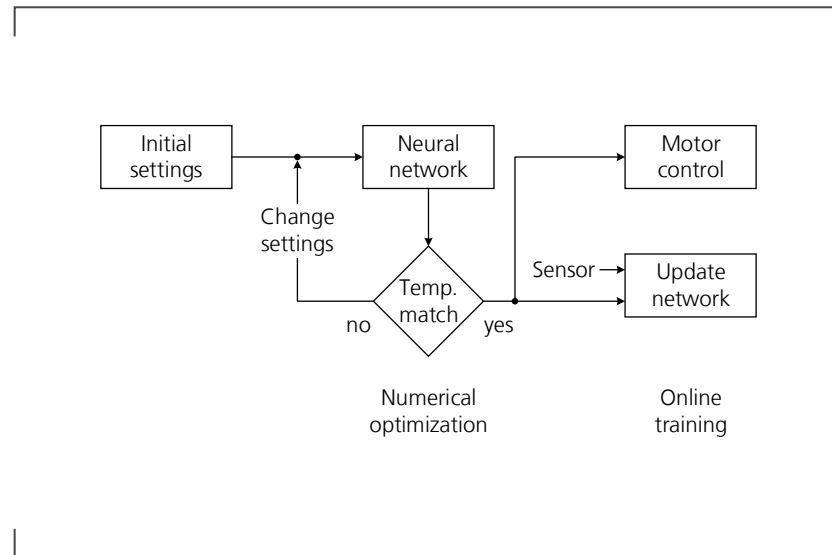 Initial
settings
Neural
network
Motor
control
Change
settings
Sensor
Update
network
Temp.
match
no
yes
Numerical
optimization
Online
training